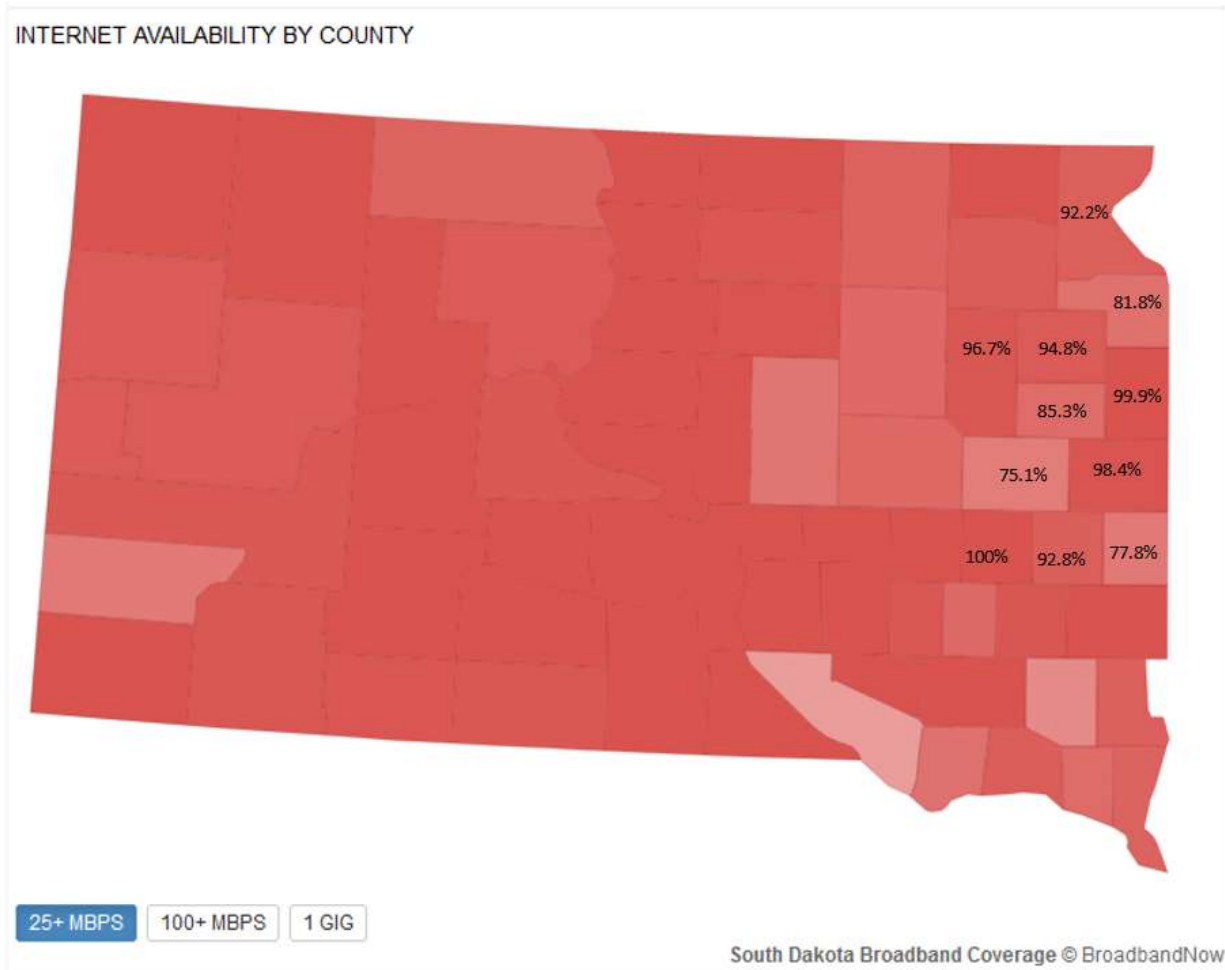 INTERNET AVAILABILITY BY COUNTY
92.2%
81.8%
96.7% 94.8%
99.9%
85.3%
75.1% 98.4%
100% 92.8% 77.8%
25+ MBPS 100+ MBPS 1 GIG
South Dakota Broadband Coverage © BroadbandNow